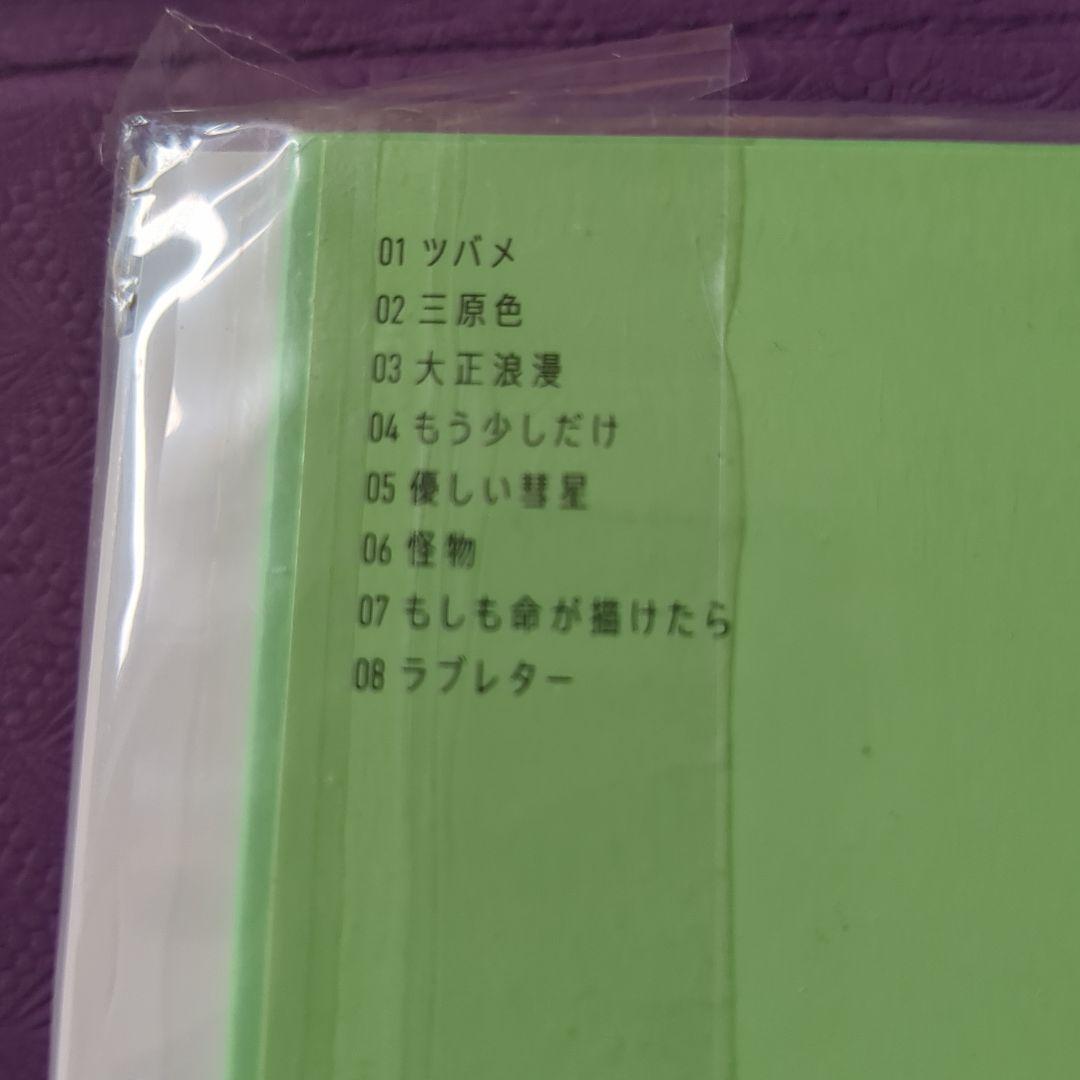 01 ツバメ
02 三原色
03 大正浪漫
04 もう少しだけ
05 優しい彗星
06 怪物
07 もしも命が描けたら
08 ラブレター